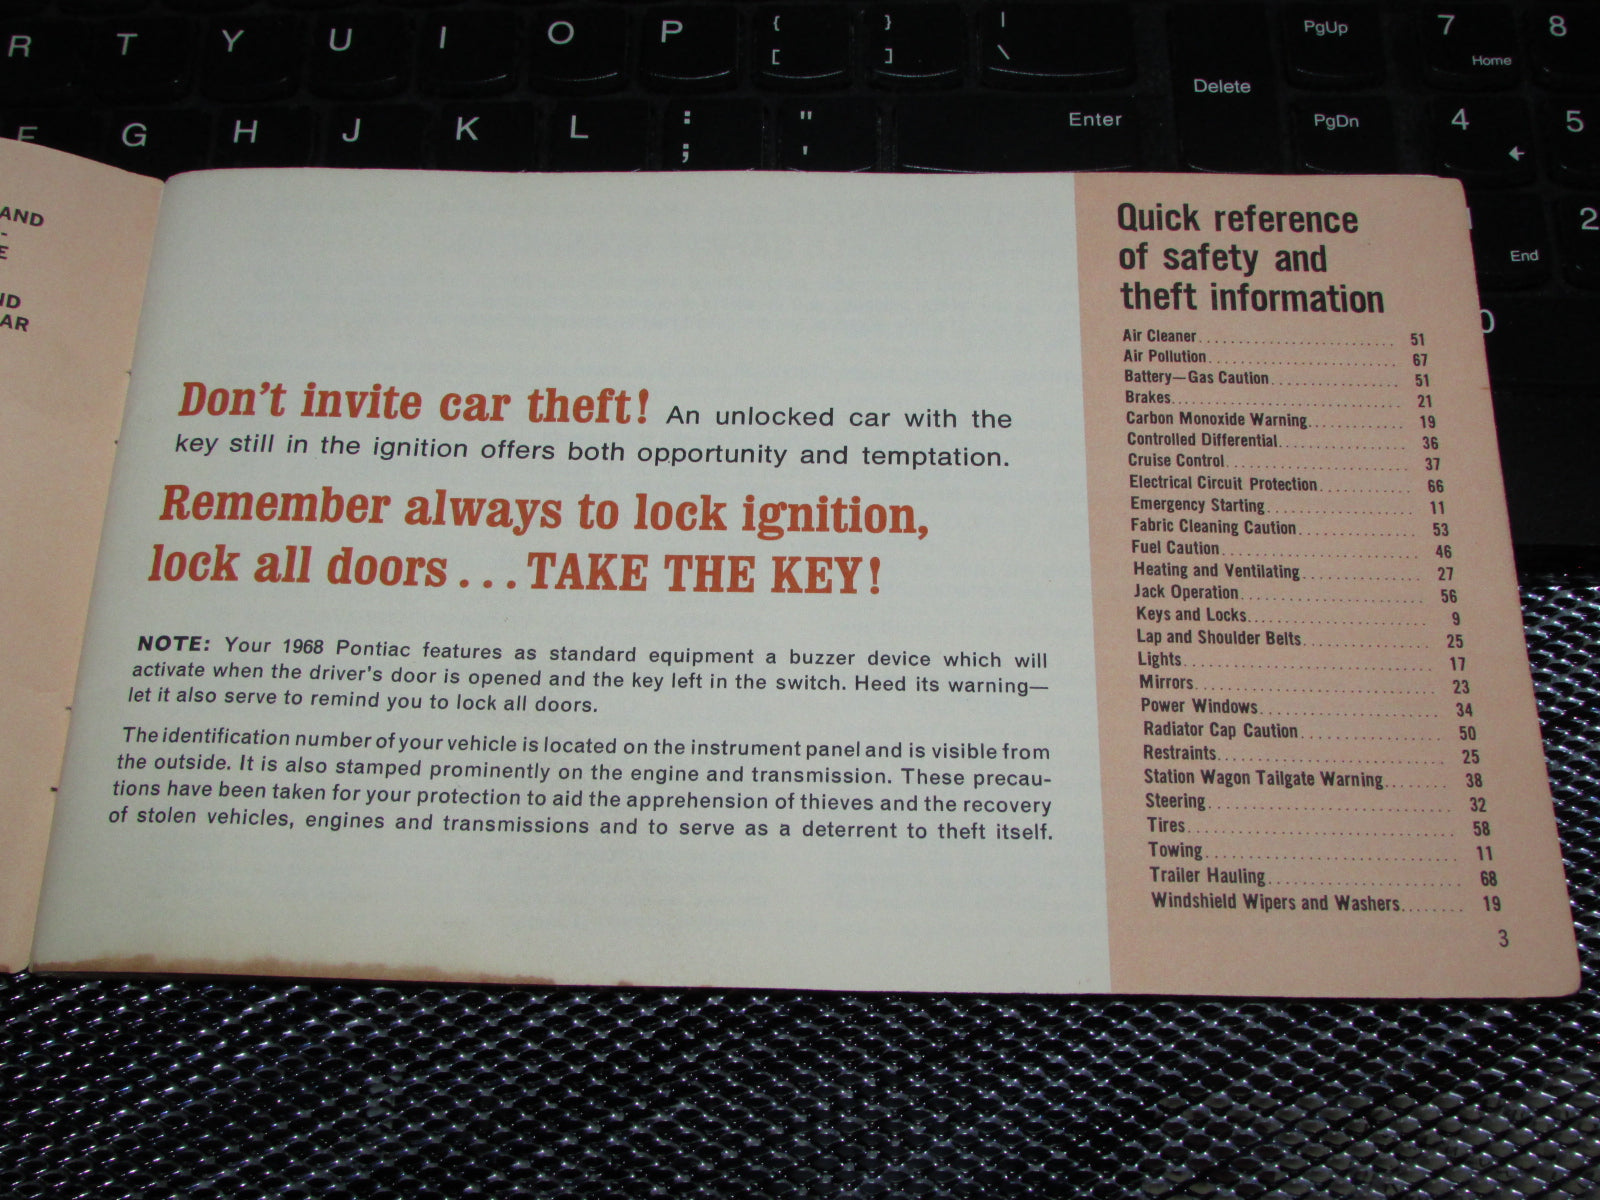 R T Y U I O P { [ } ] | \ Delete PgUp 7 Home 8
G H J K L : ; " ' Enter PgDn 4 5
2
End
0
AND
-
E
ND
AR
Don't invite car theft! An unlocked car with the
key still in the ignition offers both opportunity and temptation.
Remember always to lock ignition,
lock all doors . . . TAKE THE KEY!
NOTE: Your 1968 Pontiac features as standard equipment a buzzer device which will
activate when the driver's door is opened and the key left in the switch. Heed its warning—
let it also serve to remind you to lock all doors.
The identification number of your vehicle is located on the instrument panel and is visible from
the outside. It is also stamped prominently on the engine and transmission. These precau-
tions have been taken for your protection to aid the apprehension of thieves and the recovery
of stolen vehicles, engines and transmissions and to serve as a deterrent to theft itself.
Quick reference
of safety and
theft information
Air Cleaner 51
Air Pollution 67
Battery—Gas Caution 51
Brakes 21
Carbon Monoxide Warning 19
Controlled Differential 36
Cruise Control 37
Electrical Circuit Protection 66
Emergency Starting 11
Fabric Cleaning Caution 53
Fuel Caution 46
Heating and Ventilating 27
Jack Operation 56
Keys and Locks 9
Lap and Shoulder Belts 25
Lights 17
Mirrors 23
Power Windows 34
Radiator Cap Caution 50
Restraints 25
Station Wagon Tailgate Warning 38
Steering 32
Tires 58
Towing 11
Trailer Hauling 68
Windshield Wipers and Washers 19
3